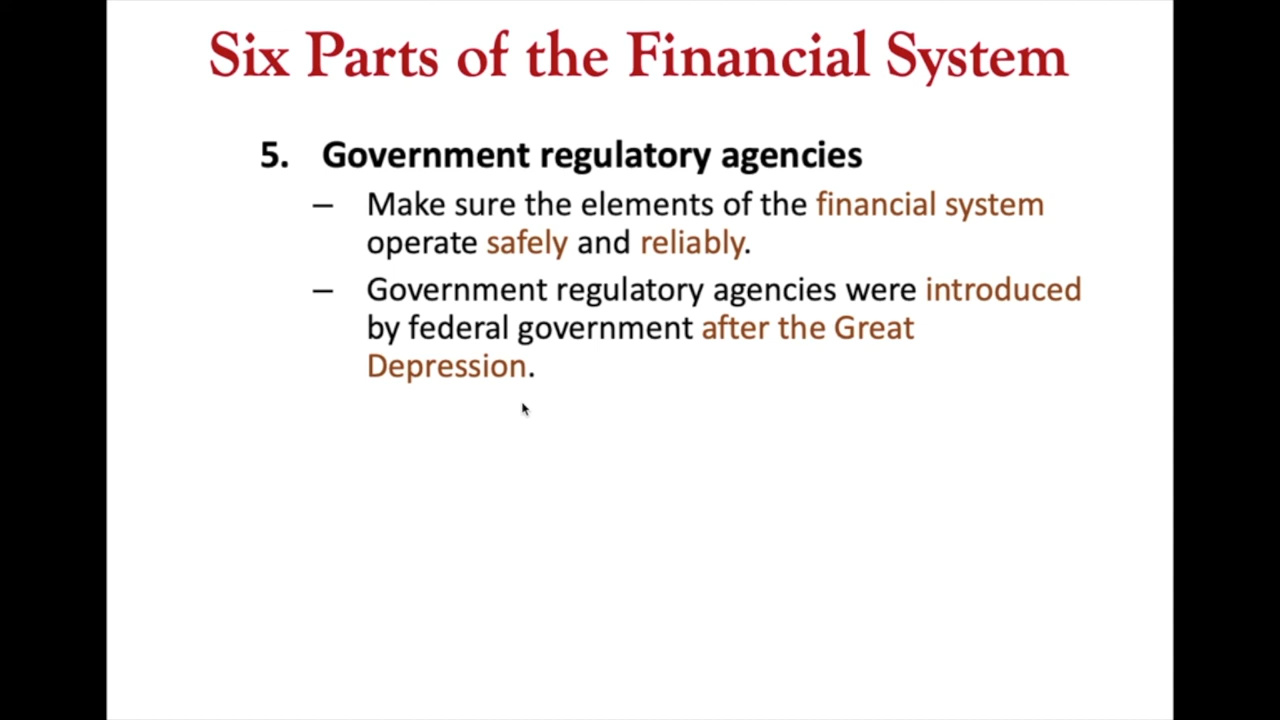 Six Parts of the Financial System
5. Government regulatory agencies
– Make sure the elements of the financial system
operate safely and reliably.
– Government regulatory agencies were introduced
by federal government after the Great
Depression.